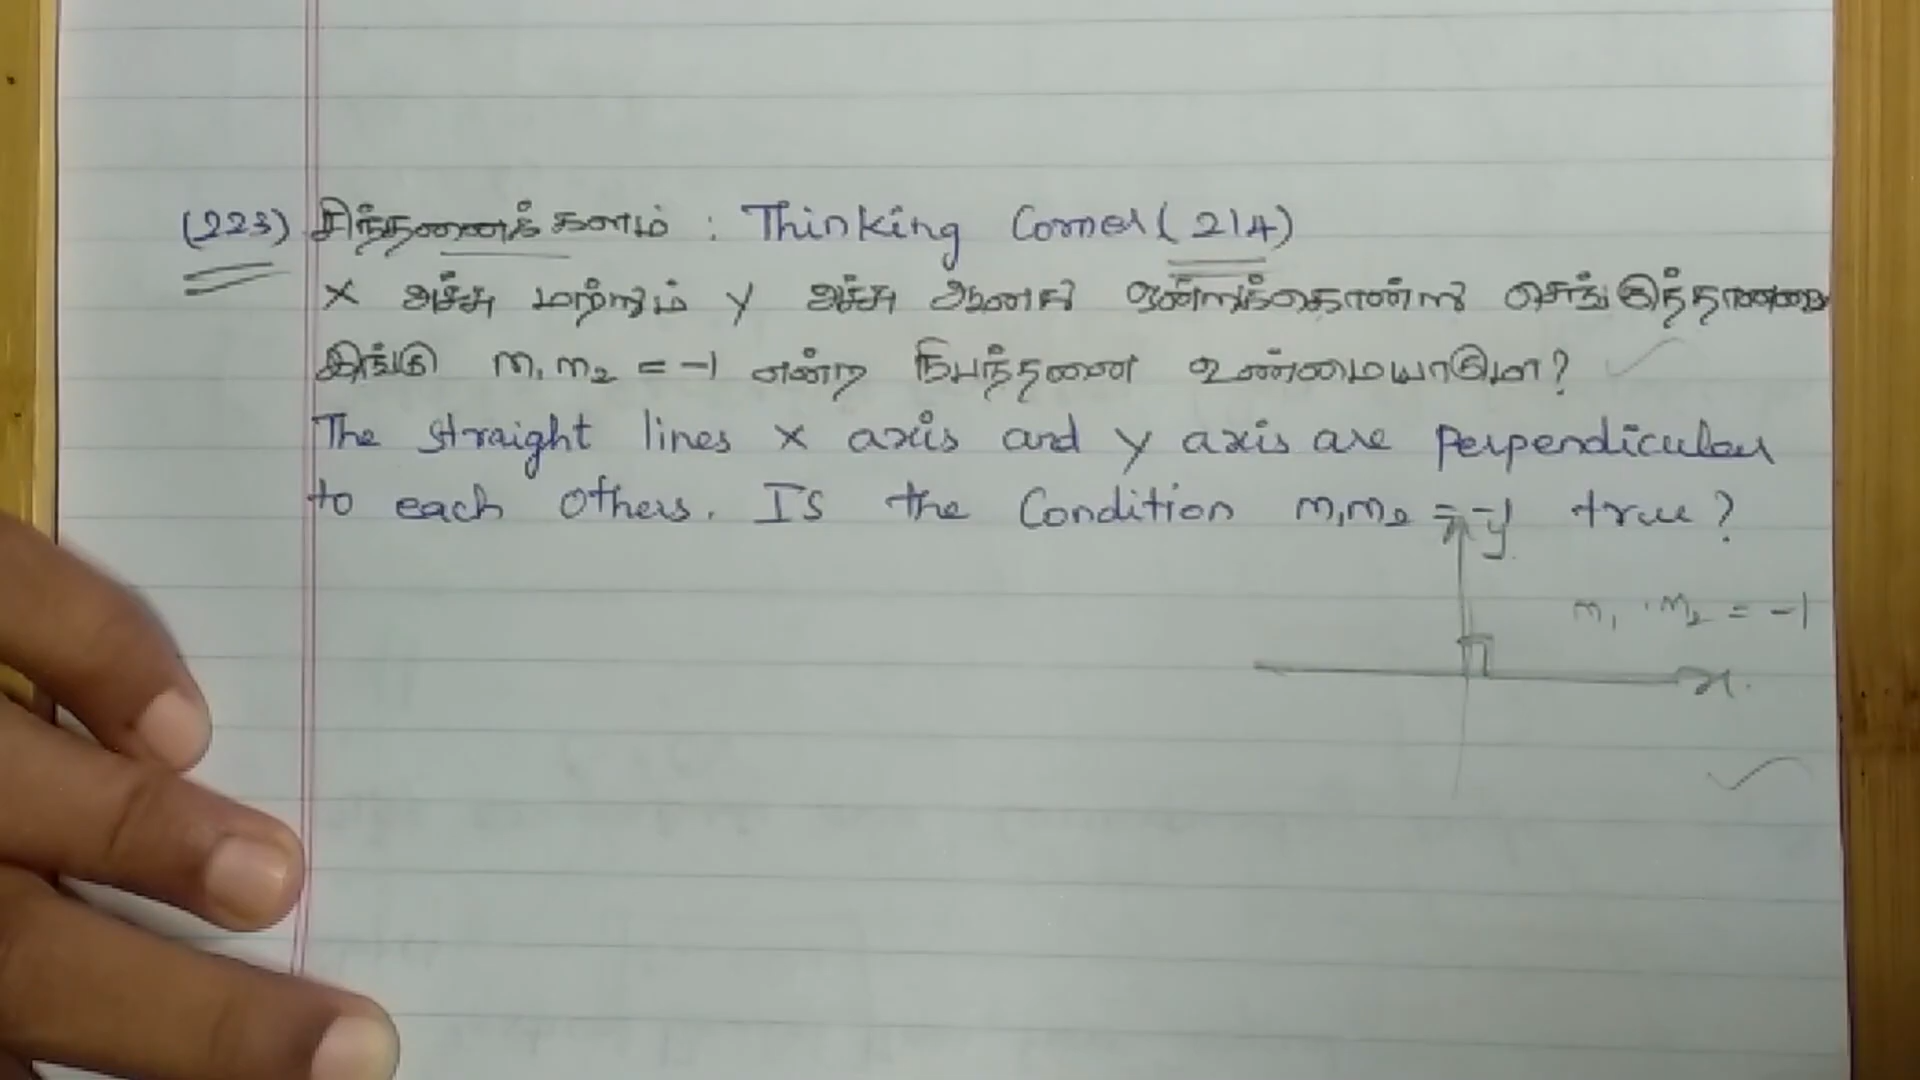 (223) சிந்தனைக் களம் : Thinking Corner (214)
X அச்சு மற்றும் y அச்சு ஆனது ஒன்றுக்கொன்று செங்குத்தானவை
இங்கு m₁m₂ = -1 என்ற நிபந்தனை உண்மையாகுமா?
The straight lines X axis and y axis are perpendicular
to each others. Is the Condition m₁m₂ = -1 true?
y
m₁ . m₂ = -1
x